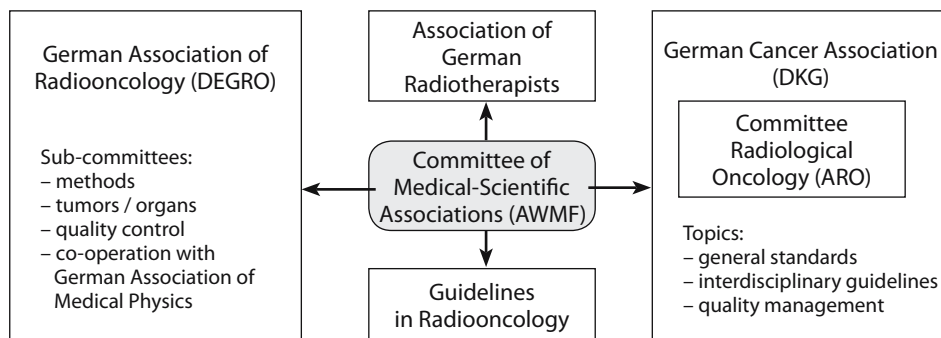 German Association of
Radiooncology (DEGRO)
Sub-committees:
– methods
– tumors / organs
– quality control
– co-operation with
German Association of
Medical Physics
Association of
German
Radiotherapists
Committee of
Medical-Scientific
Associations (AWMF)
Guidelines
in Radiooncology
German Cancer Association
(DKG)
Committee
Radiological
Oncology (ARO)
Topics:
– general standards
– interdisciplinary guidelines
– quality management